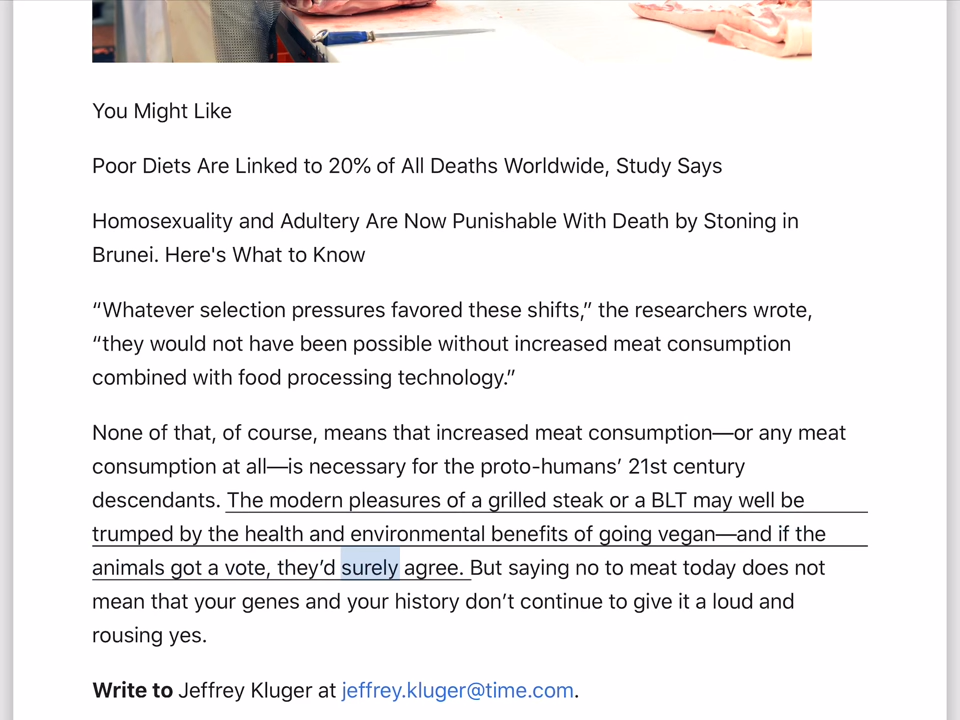 You Might Like
Poor Diets Are Linked to 20% of All Deaths Worldwide, Study Says
Homosexuality and Adultery Are Now Punishable With Death by Stoning in
Brunei. Here's What to Know
“Whatever selection pressures favored these shifts,” the researchers wrote,
“they would not have been possible without increased meat consumption
combined with food processing technology.”
None of that, of course, means that increased meat consumption—or any meat
consumption at all—is necessary for the proto-humans’ 21st century
descendants. The modern pleasures of a grilled steak or a BLT may well be
trumped by the health and environmental benefits of going vegan—and if the
animals got a vote, they’d surely agree. But saying no to meat today does not
mean that your genes and your history don’t continue to give it a loud and
rousing yes.
Write to Jeffrey Kluger at jeffrey.kluger@time.com.